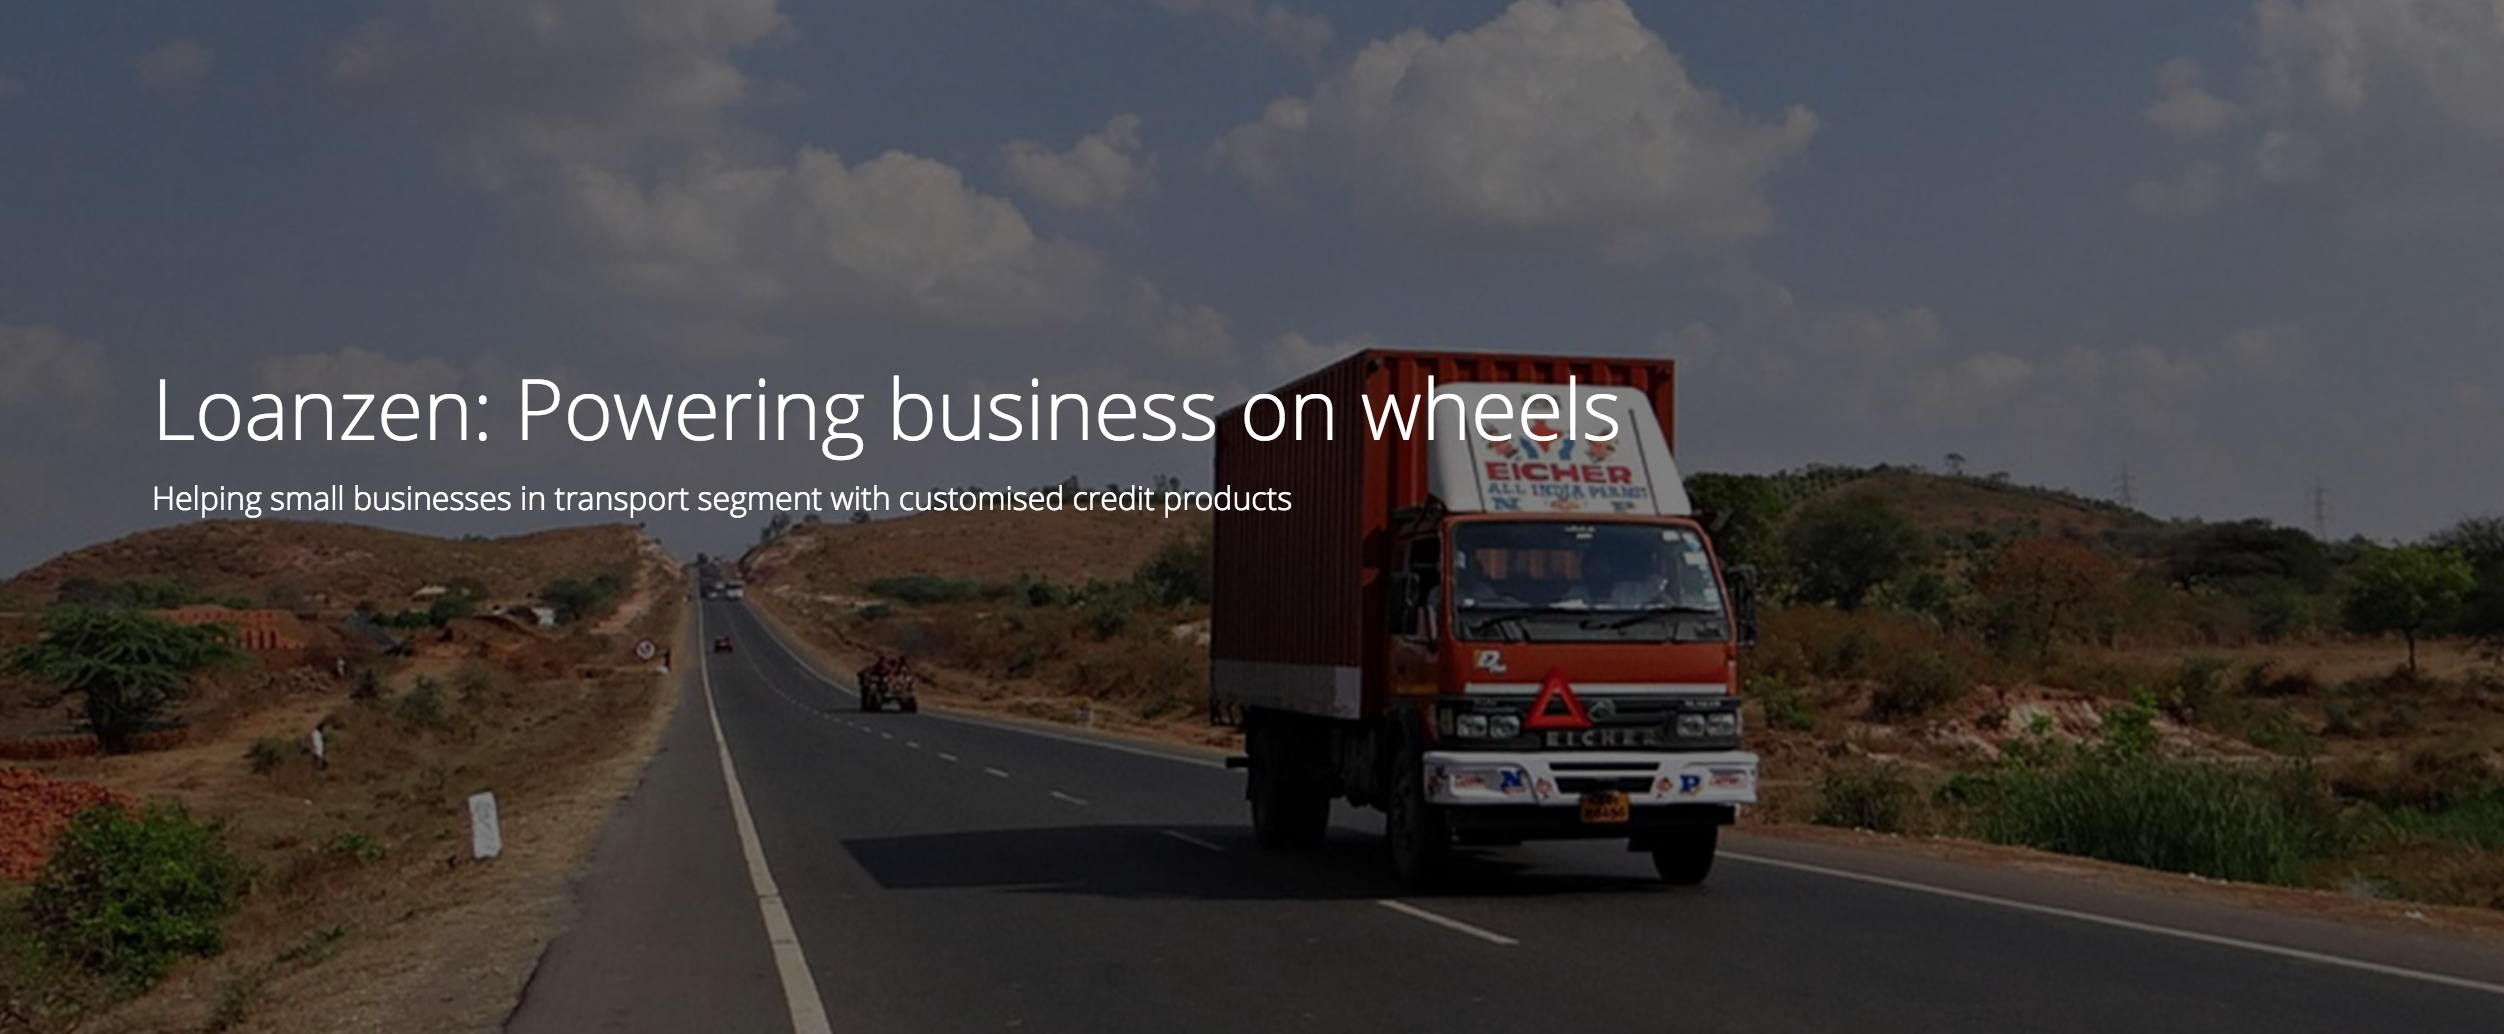 Loanzen: Powering business on wheels
Helping small businesses in transport segment with customised credit products
EICHER
ALL INDIA PERMIT
N P
EICHER
N P